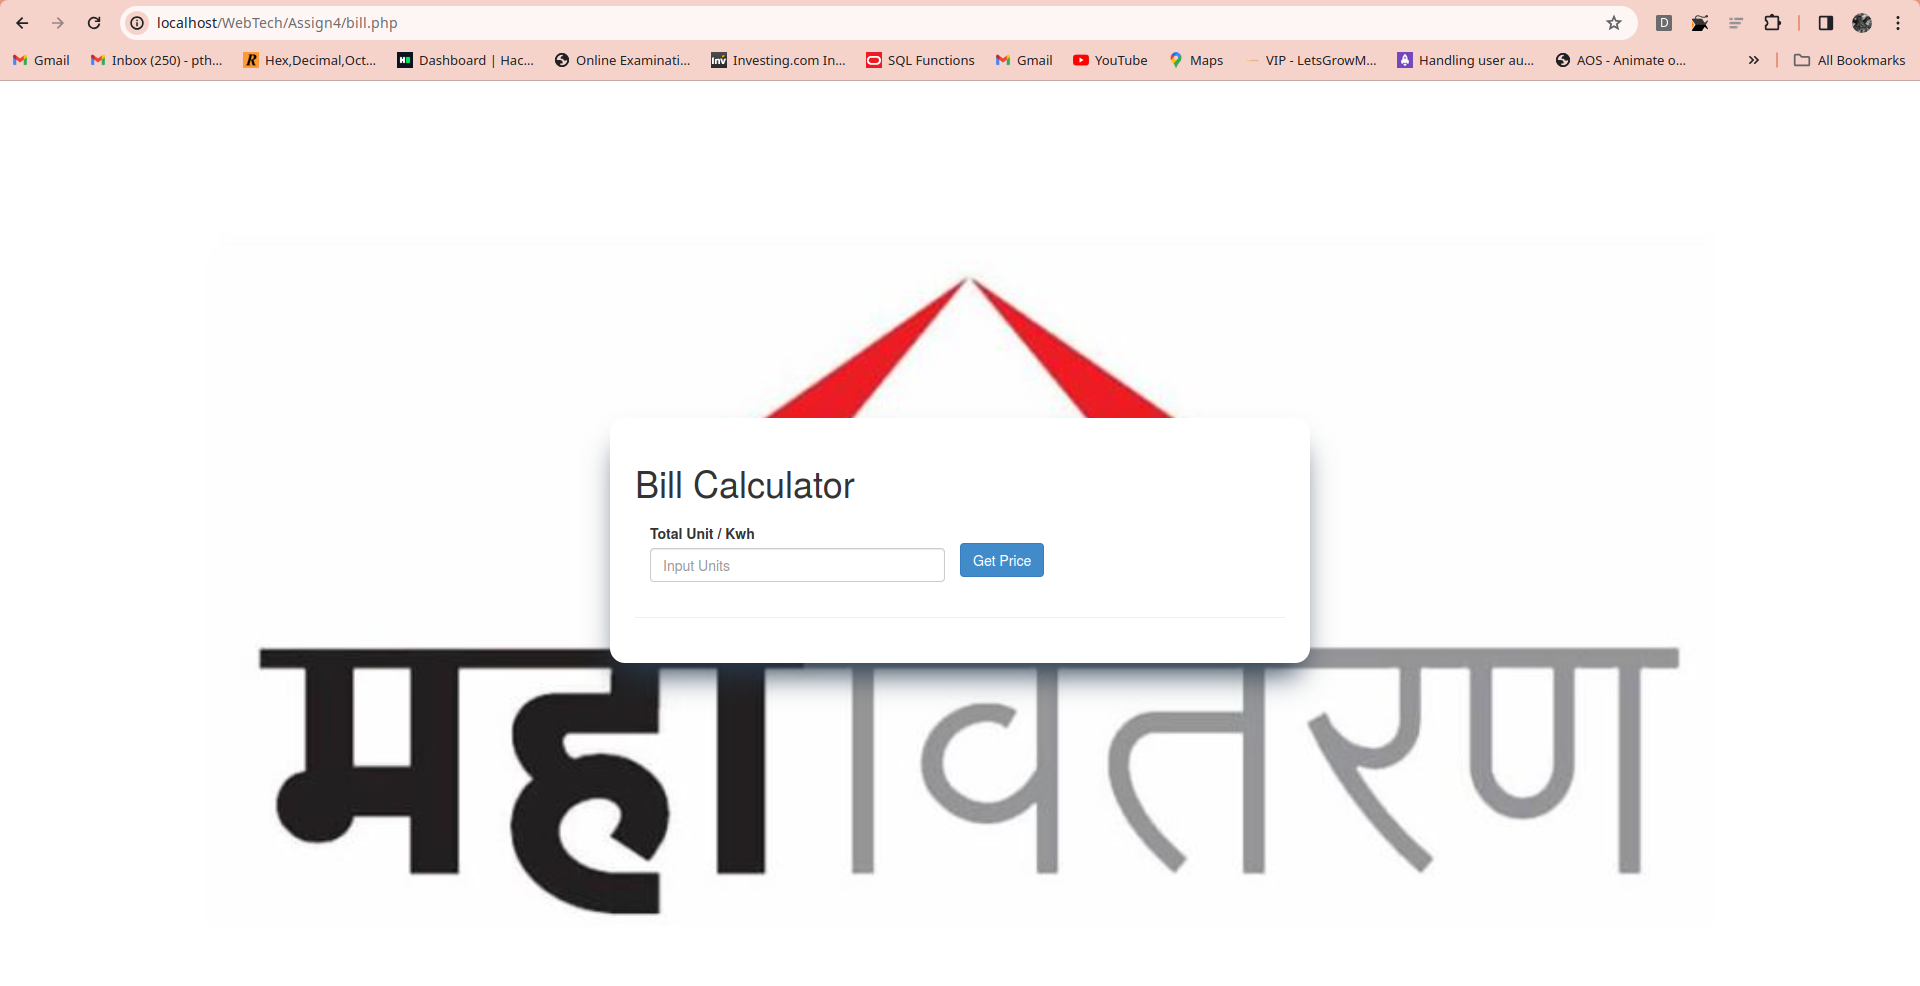 localhost/WebTech/Assign4/bill.php
Gmail Inbox (250) - pth... Hex,Decimal,Oct... Dashboard | Hac... Online Examinati... Investing.com In... SQL Functions Gmail YouTube Maps VIP - LetsGrowM... Handling user au... AOS - Animate o... » All Bookmarks
Bill Calculator
Total Unit / Kwh
Input Units
Get Price
महावितरण